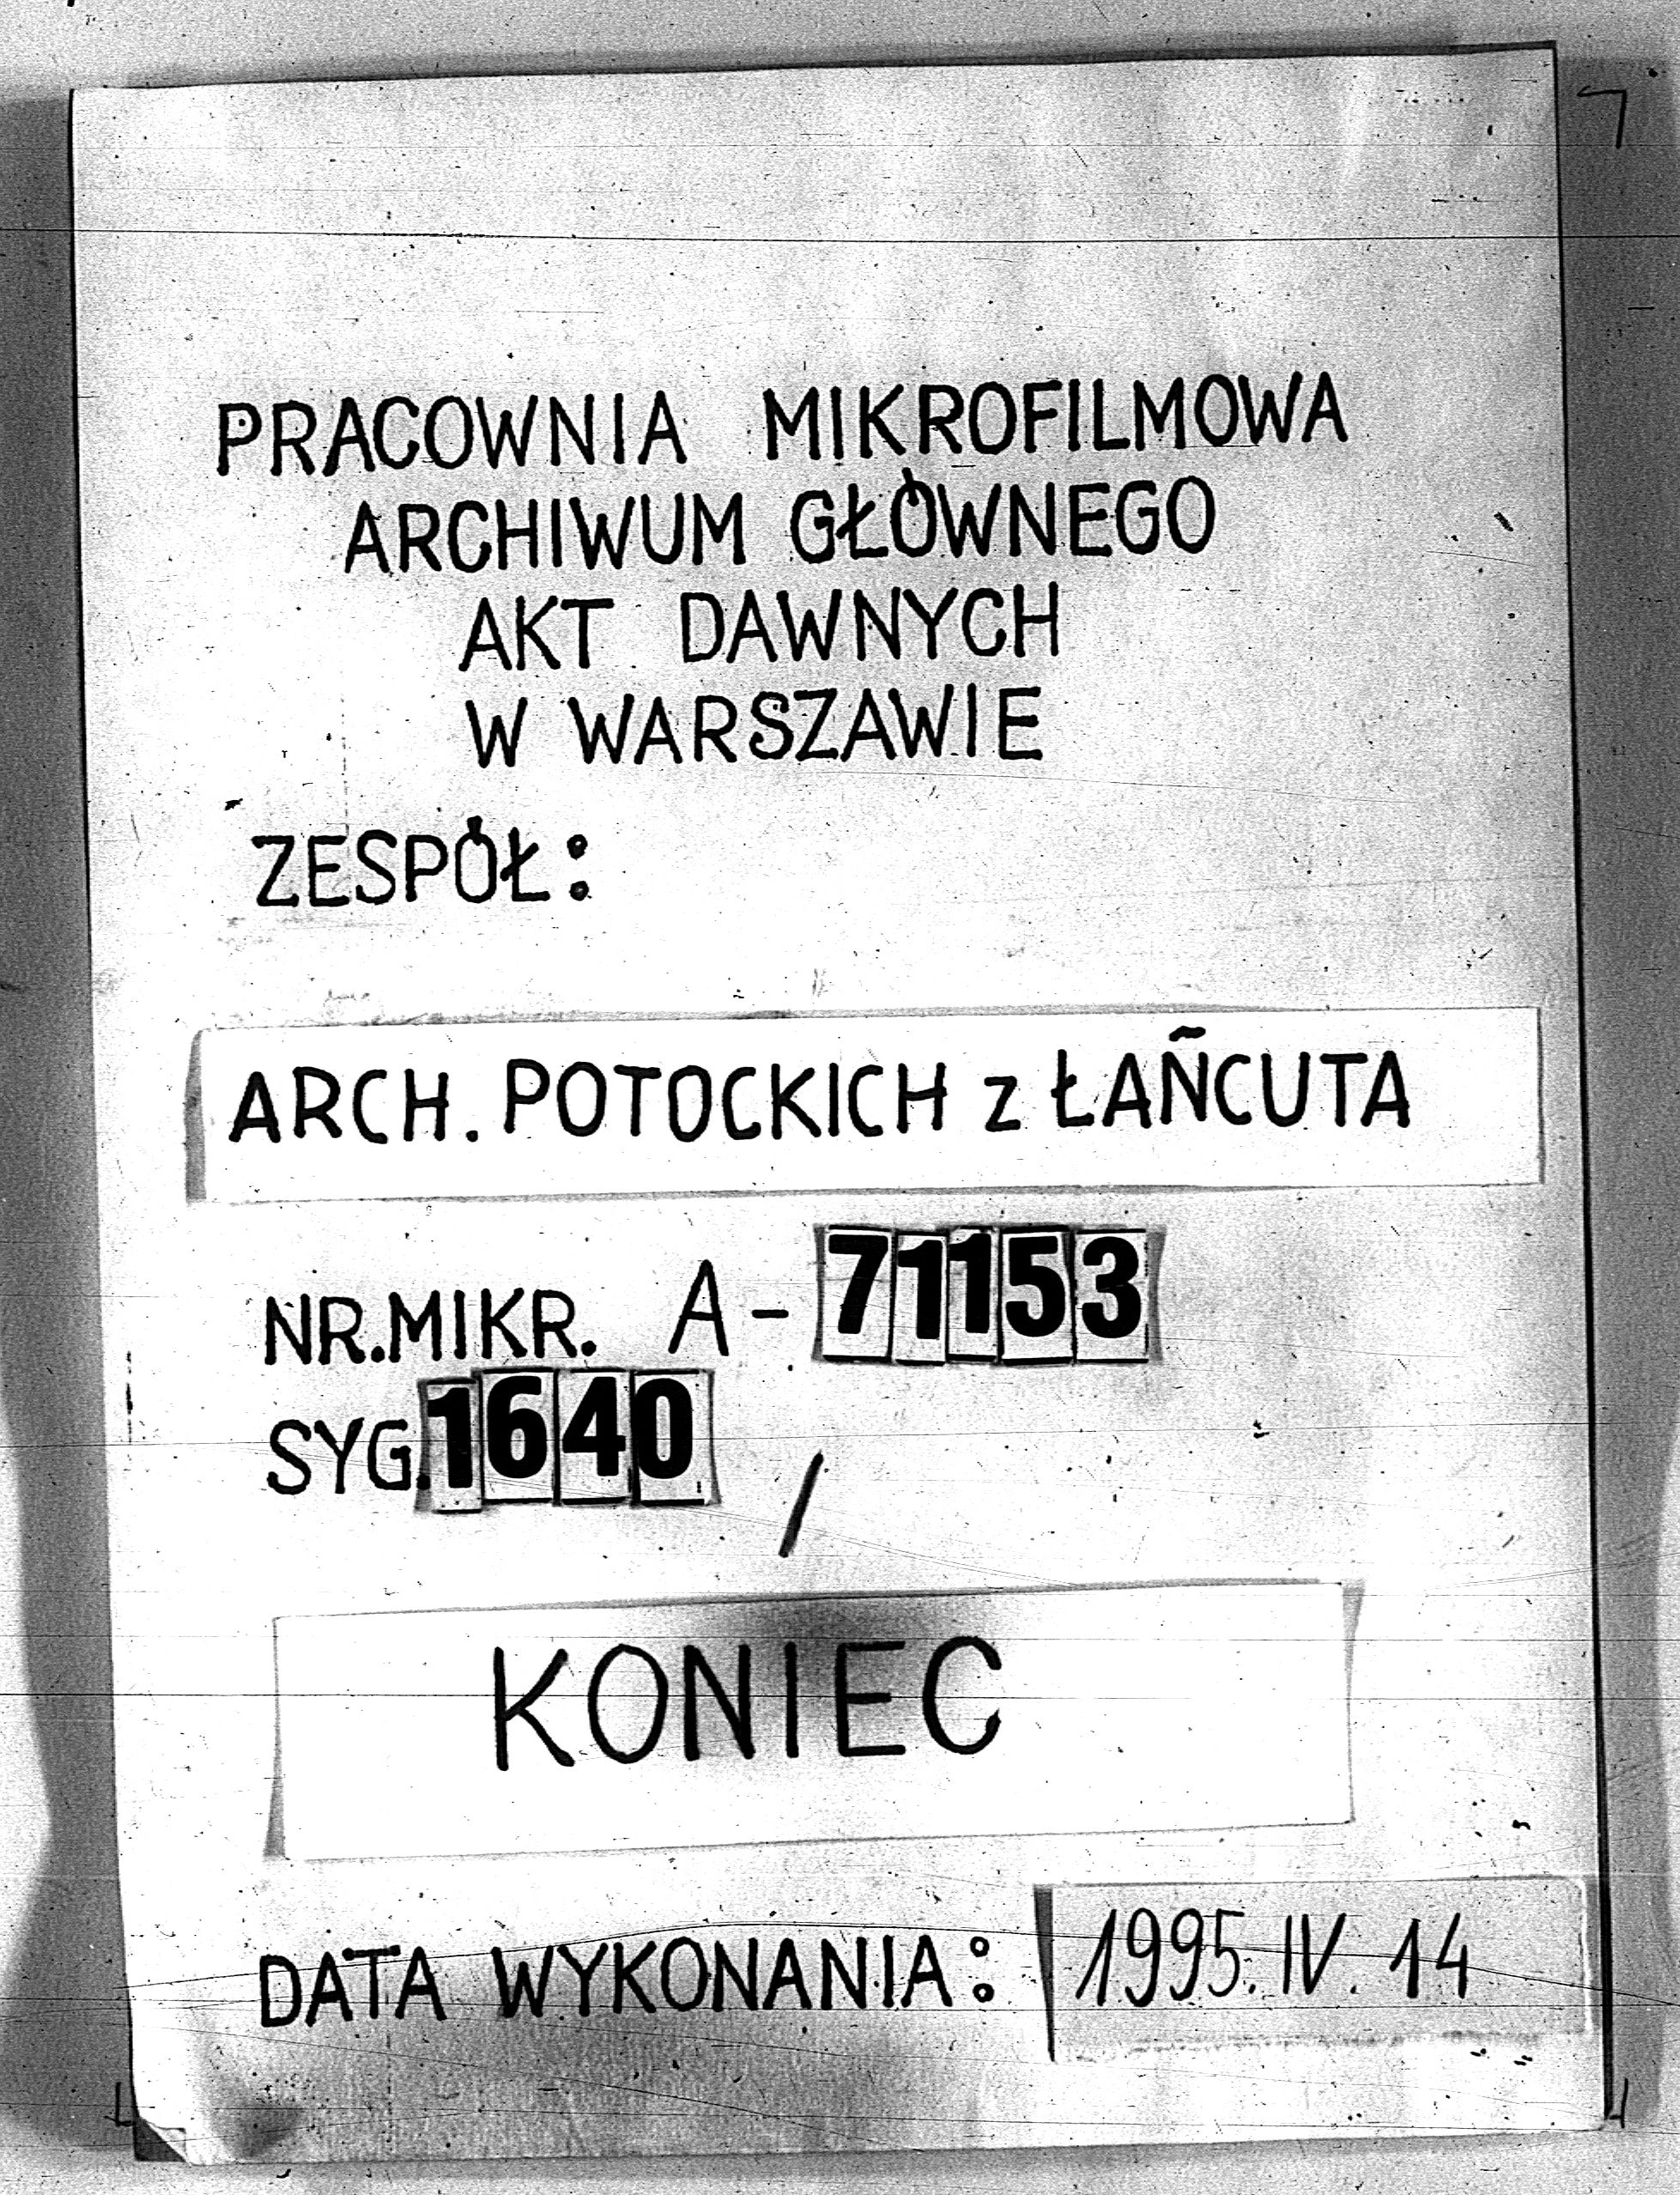 PRACOWNIA MIKROFILMOWA
ARCHIWUM GŁÓWNEGO
AKT DAWNYCH
W WARSZAWIE
ZESPÓŁ:
ARCH. POTOCKICH z ŁAÑCUTA
NR.MIKR. A-71153
SYG.1640 /
KONIEC
DATA WYKONANIA: 1995.IV.14